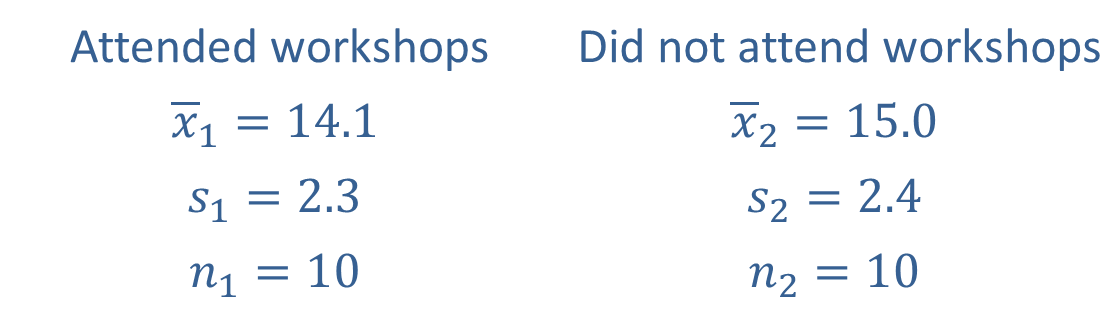 Attended workshops Did not attend workshops
x̅₁ = 14.1 x̅₂ = 15.0
s₁ = 2.3 s₂ = 2.4
n₁ = 10 n₂ = 10